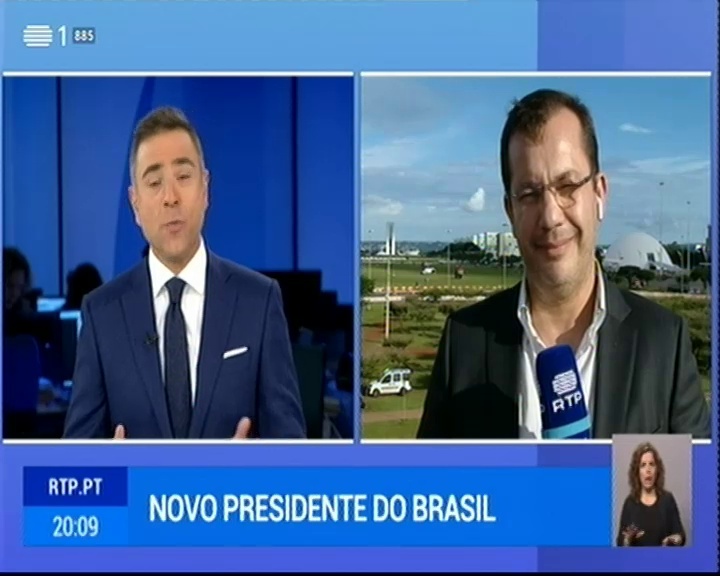 1 885
RTP
RTP.PT
20:09
NOVO PRESIDENTE DO BRASIL